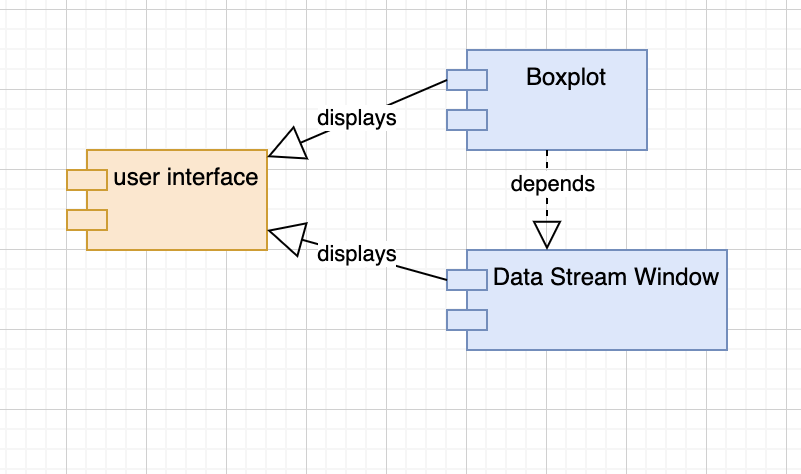 Boxplot
displays
user interface
depends
displays
Data Stream Window